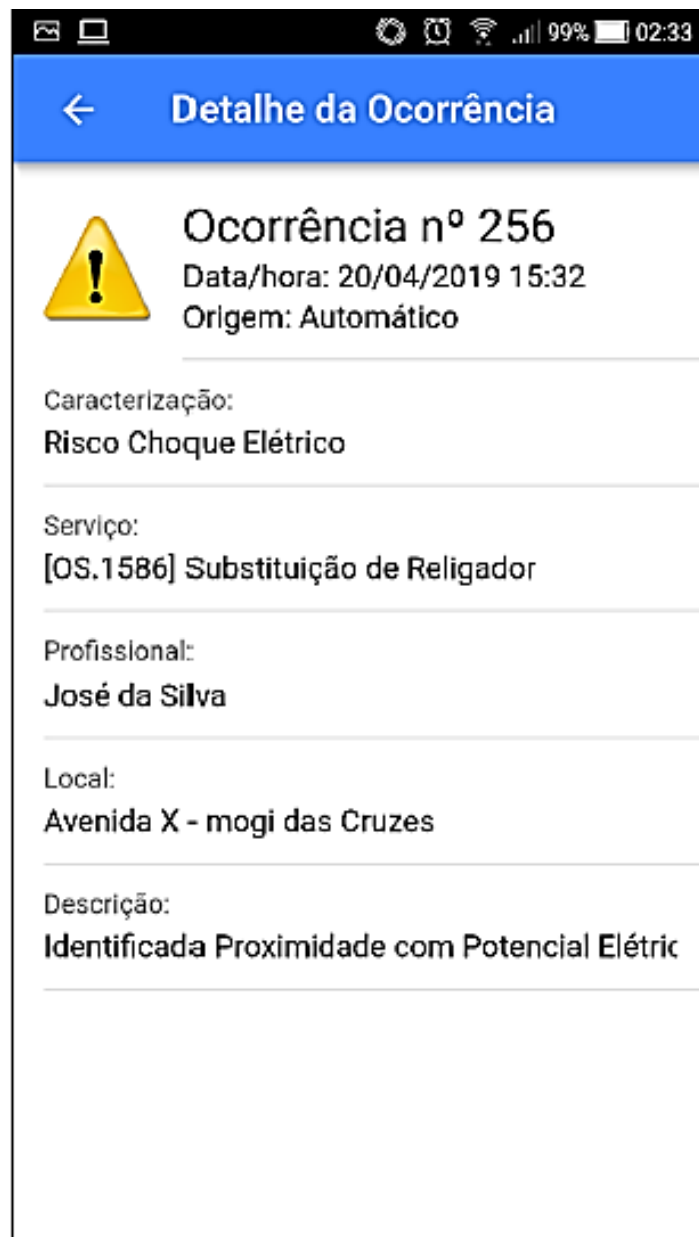 99% 02:33
Detalhe da Ocorrência
Ocorrência nº 256
Data/hora: 20/04/2019 15:32
Origem: Automático
Caracterização:
Risco Choque Elétrico
Serviço:
[OS.1586] Substituição de Religador
Profissional:
José da Silva
Local:
Avenida X - mogi das Cruzes
Descrição:
Identificada Proximidade com Potencial Elétric